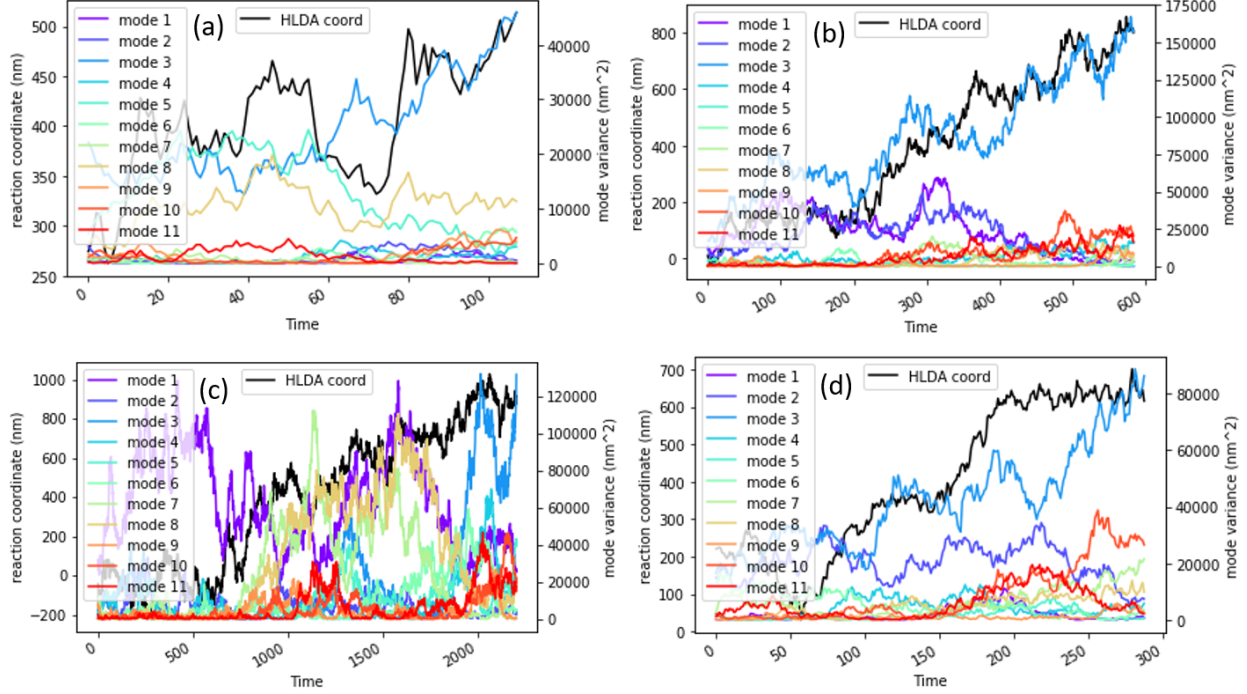 (a)
HLDA coord
mode 1
mode 2
mode 3
mode 4
mode 5
mode 6
mode 7
mode 8
mode 9
mode 10
mode 11
reaction coordinate (nm)
500
450
400
350
300
250
mode variance (nm^2)
40000
30000
20000
10000
0
0
20
40
60
80
100
Time
(b)
HLDA coord
mode 1
mode 2
mode 3
mode 4
mode 5
mode 6
mode 7
mode 8
mode 9
mode 10
mode 11
reaction coordinate (nm)
800
600
400
200
0
mode variance (nm^2)
175000
150000
125000
100000
75000
50000
25000
0
0
100
200
300
400
500
600
Time
(c)
HLDA coord
mode 1
mode 2
mode 3
mode 4
mode 5
mode 6
mode 7
mode 8
mode 9
mode 10
mode 11
reaction coordinate (nm)
1000
800
600
400
200
0
−200
mode variance (nm^2)
120000
100000
80000
60000
40000
20000
0
0
500
1000
1500
2000
Time
(d)
HLDA coord
mode 1
mode 2
mode 3
mode 4
mode 5
mode 6
mode 7
mode 8
mode 9
mode 10
mode 11
reaction coordinate (nm)
700
600
500
400
300
200
100
0
mode variance (nm^2)
80000
60000
40000
20000
0
0
50
100
150
200
250
300
Time